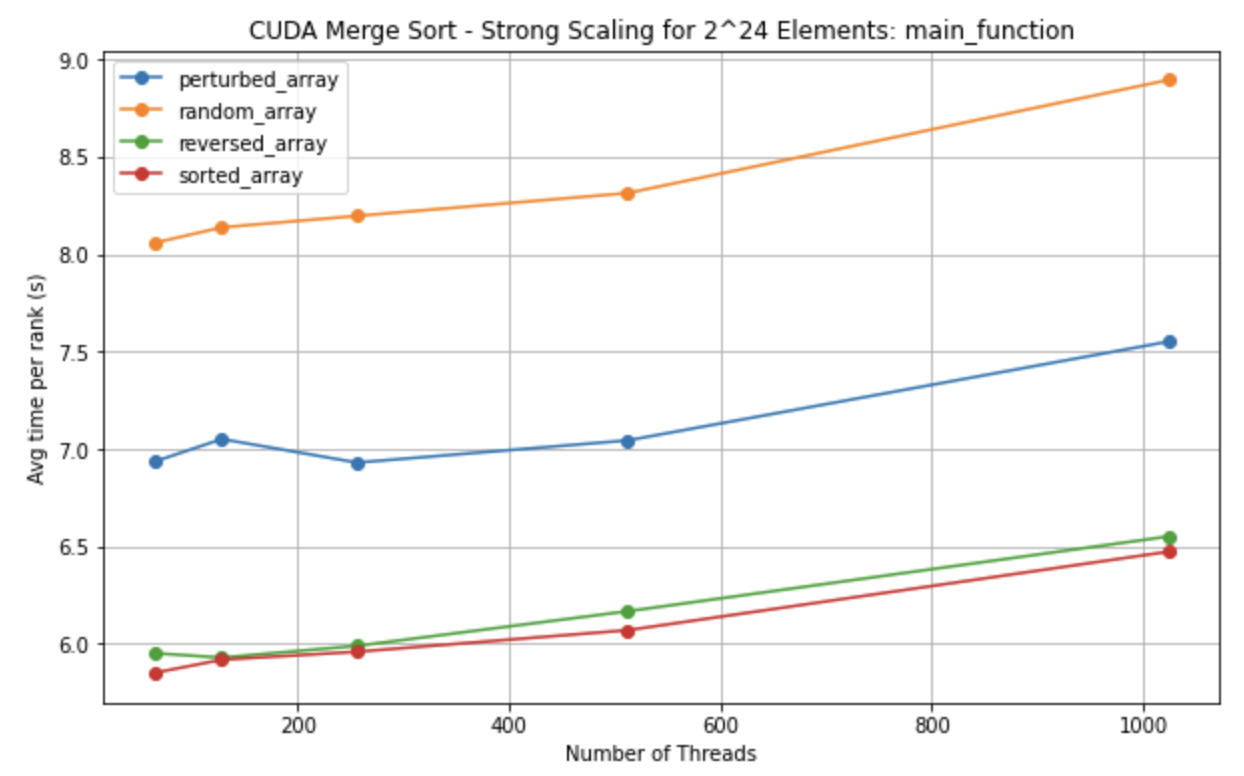 CUDA Merge Sort - Strong Scaling for 2^24 Elements: main_function
perturbed_array
random_array
reversed_array
sorted_array
Avg time per rank (s)
9.0
8.5
8.0
7.5
7.0
6.5
6.0
200 400 600 800 1000
Number of Threads